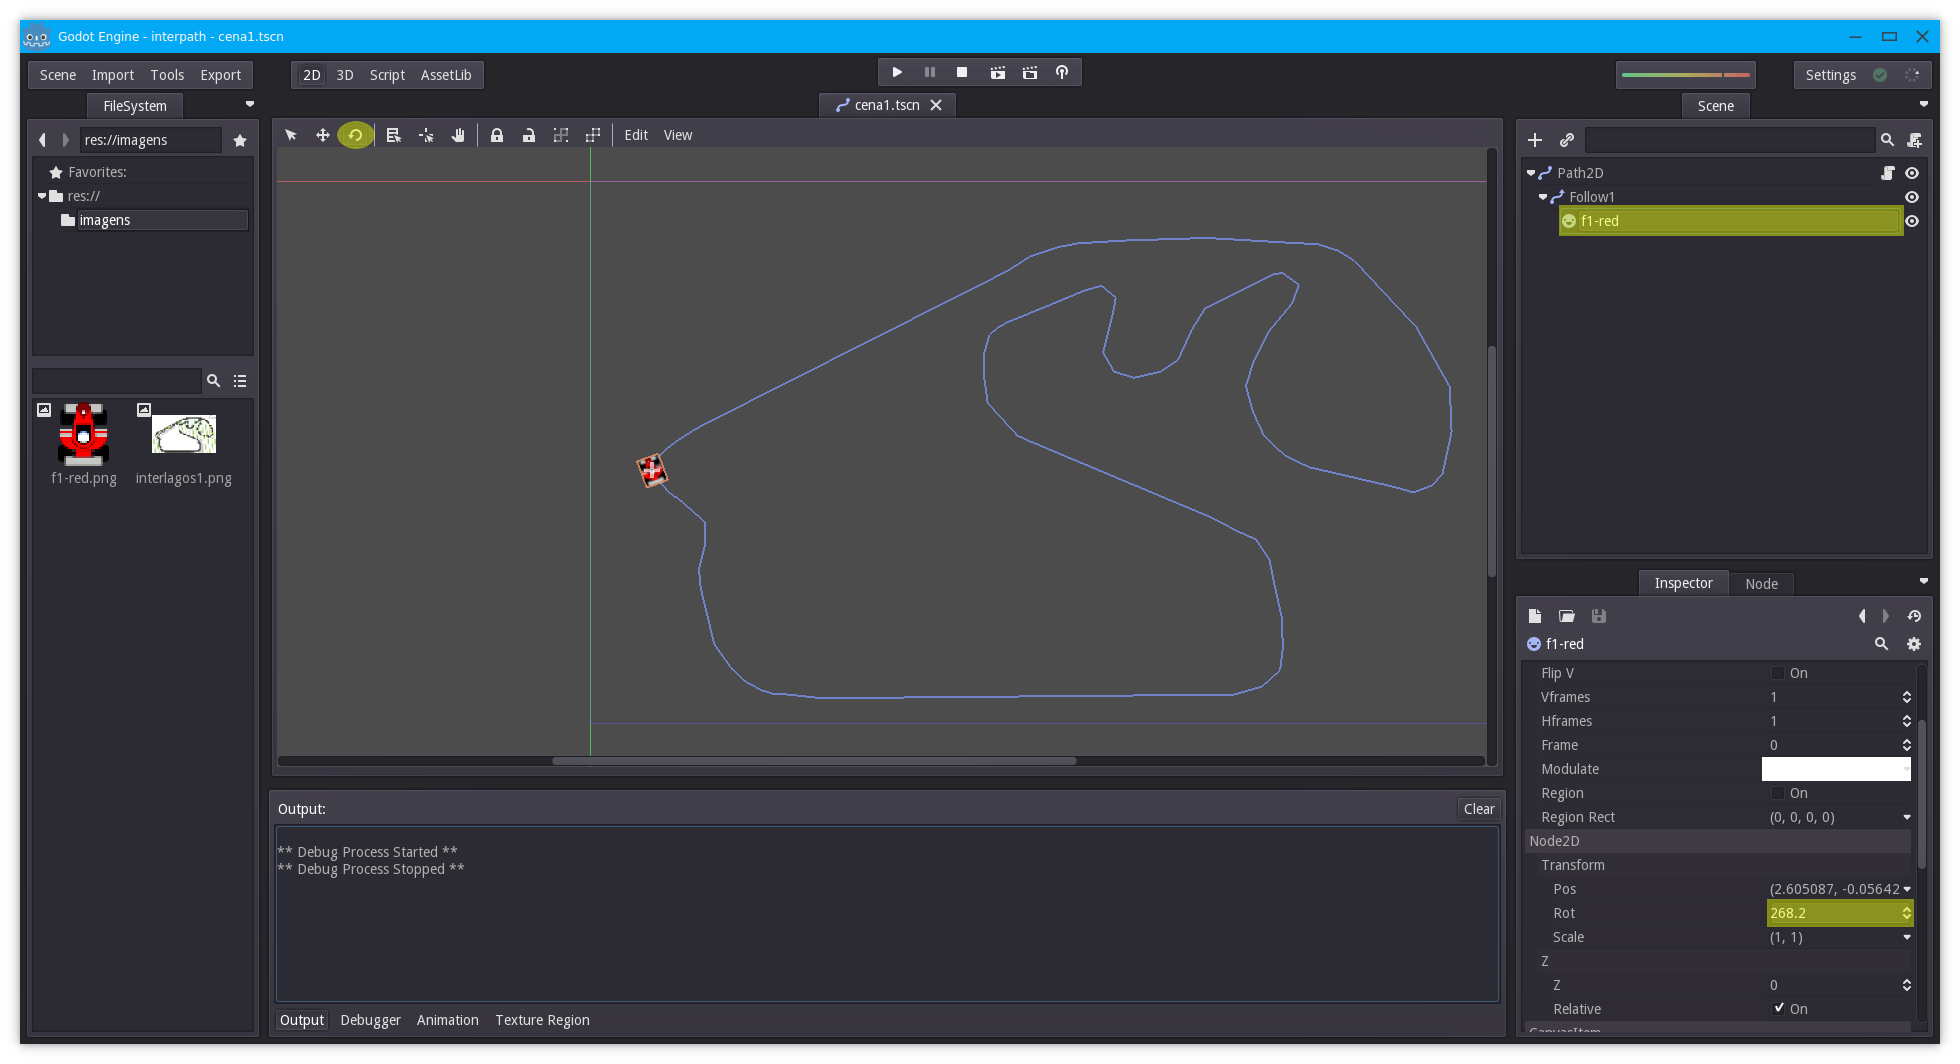 Godot Engine - interpath - cena1.tscn
Scene Import Tools Export
2D 3D Script AssetLib
Settings
FileSystem
cena1.tscn
Scene
res://imagens
Edit View
Favorites:
res://
imagens
Path2D
Follow1
f1-red
f1-red.png
interlagos1.png
Inspector Node
f1-red
Flip V On
Vframes 1
Hframes 1
Frame 0
Modulate
Region On
Region Rect (0, 0, 0, 0)
Node2D
Transform
Pos (2.605087, -0.05642
Rot 268.2
Scale (1, 1)
Z
Z 0
Relative On
CanvasItem
Output:
Clear
** Debug Process Started **
** Debug Process Stopped **
Output Debugger Animation Texture Region